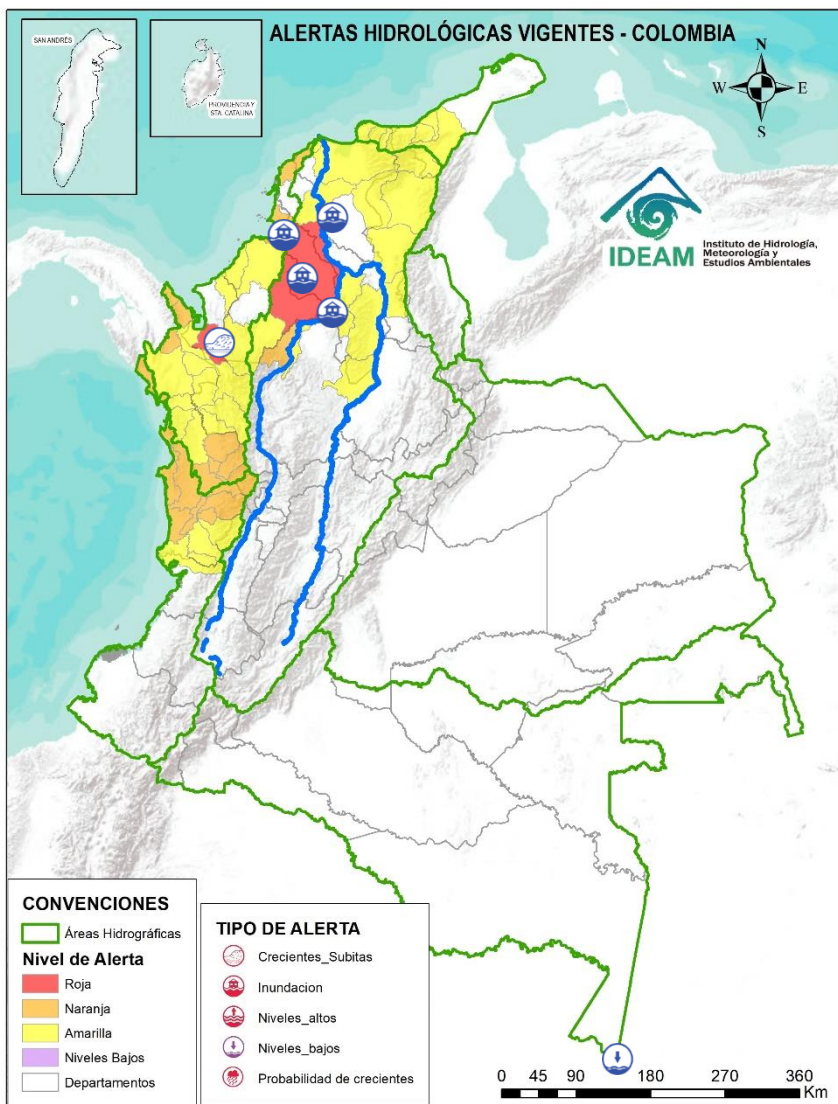 ALERTAS HIDROLÓGICAS VIGENTES - COLOMBIA
SAN ANDRÉS
PROVIDENCIA Y
STA. CATALINA
N
W
E
S
IDEAM
Instituto de Hidrología,
Meteorología y
Estudios Ambientales
CONVENCIONES
Áreas Hidrográficas
Nivel de Alerta
Roja
Naranja
Amarilla
Niveles Bajos
Departamentos
TIPO DE ALERTA
Crecientes_Subitas
Inundacion
Niveles_altos
Niveles_bajos
Probabilidad de crecientes
0 45 90 180 270 360
Km